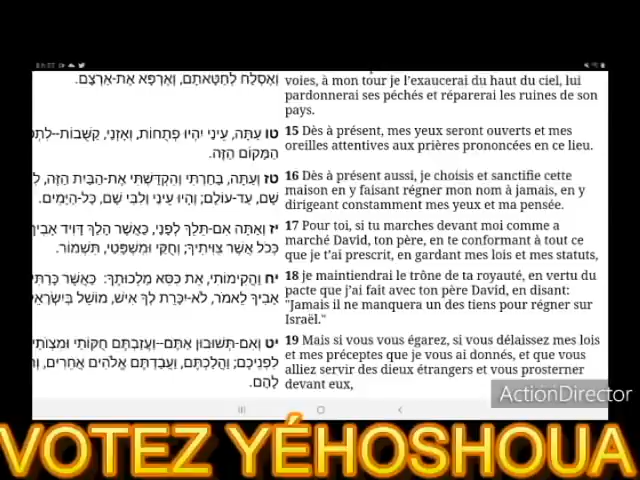 וְאֶסְלַח לְחַטָּאתָם, וְאֶרְפָּא אֶת-אַרְצָם.
טו עַתָּה, עֵינַי יִהְיוּ פְתֻחוֹת, וְאָזְנַי, קַשֻּׁבוֹת--
הַמָּקוֹם הַזֶּה.
טז וְעַתָּה, בָּחַרְתִּי וְהִקְדַּשְׁתִּי אֶת-הַבַּיִת הַזֶּה,
שָׁם, עַד-עוֹלָם; וְהָיוּ עֵינַי וְלִבִּי שָׁם, כָּל-הַיָּמִים.
יז וְאַתָּה אִם-תֵּלֵךְ לְפָנַי, כַּאֲשֶׁר הָלַךְ דָּוִיד אָבִיךָ
כְּכֹל אֲשֶׁר צִוִּיתִיךָ; וְחֻקַּי וּמִשְׁפָּטַי, תִּשְׁמוֹר.
יח וַהֲקִימוֹתִי, אֵת כִּסֵּא מַלְכוּתֶךָ: כַּאֲשֶׁר כָּרַתִּי
אָבִיךָ לֵאמֹר, לֹא-יִכָּרֵת לְךָ אִישׁ, מוֹשֵׁל בְּיִשְׂרָאֵל
יט וְאִם-תְּשׁוּבוּן אַתֶּם--וַעֲזַבְתֶּם חֻקּוֹתַי וּמִצְוֹתַי
לִפְנֵיכֶם; וַהֲלַכְתֶּם, וַעֲבַדְתֶּם אֱלֹהִים אֲחֵרִים,
לָהֶם.
voies, à mon tour je l’exaucerai du haut du ciel, lui
pardonnerai ses péchés et réparerai les ruines de son
pays.
15 Dès à présent, mes yeux seront ouverts et mes
oreilles attentives aux prières prononcées en ce lieu.
16 Dès à présent aussi, je choisis et sanctifie cette
maison en y faisant régner mon nom à jamais, en y
dirigeant constamment mes yeux et ma pensée.
17 Pour toi, si tu marches devant moi comme a
marché David, ton père, en te conformant à tout ce
que je t’ai prescrit, en gardant mes lois et mes statuts,
18 je maintiendrai le trône de ta royauté, en vertu du
pacte que j’ai fait avec ton père David, en disant:
"Jamais il ne manquera un des tiens pour régner sur
Israël."
19 Mais si vous vous égarez, si vous délaissez mes lois
et mes préceptes que je vous ai donnés, et que vous
alliez servir des dieux étrangers et vous prosterner
devant eux,
ActionDirector
VOTEZ YÉHOSHOUA